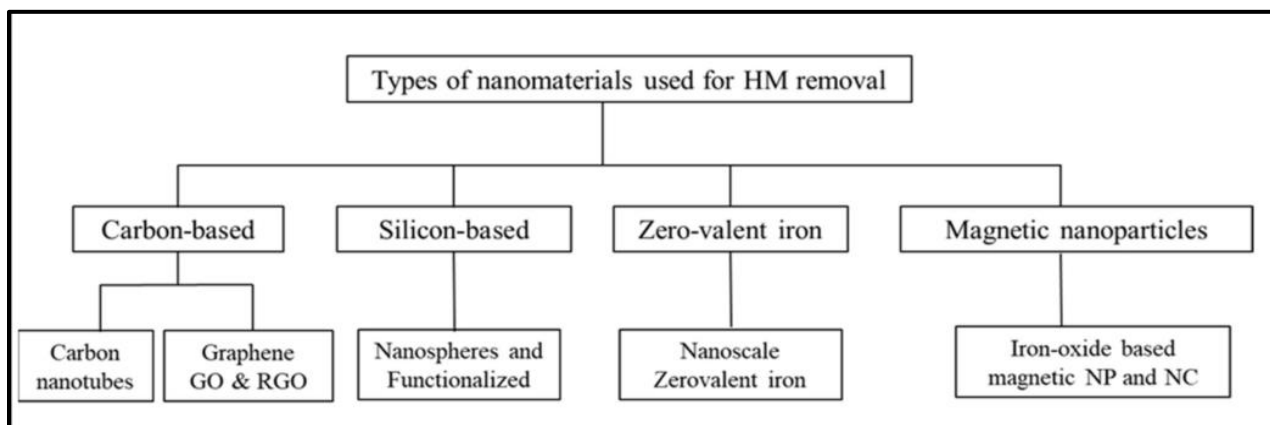 Types of nanomaterials used for HM removal
Carbon-based
Silicon-based
Zero-valent iron
Magnetic nanoparticles
Carbon
nanotubes
Graphene
GO & RGO
Nanospheres and
Functionalized
Nanoscale
Zerovalent iron
Iron-oxide based
magnetic NP and NC